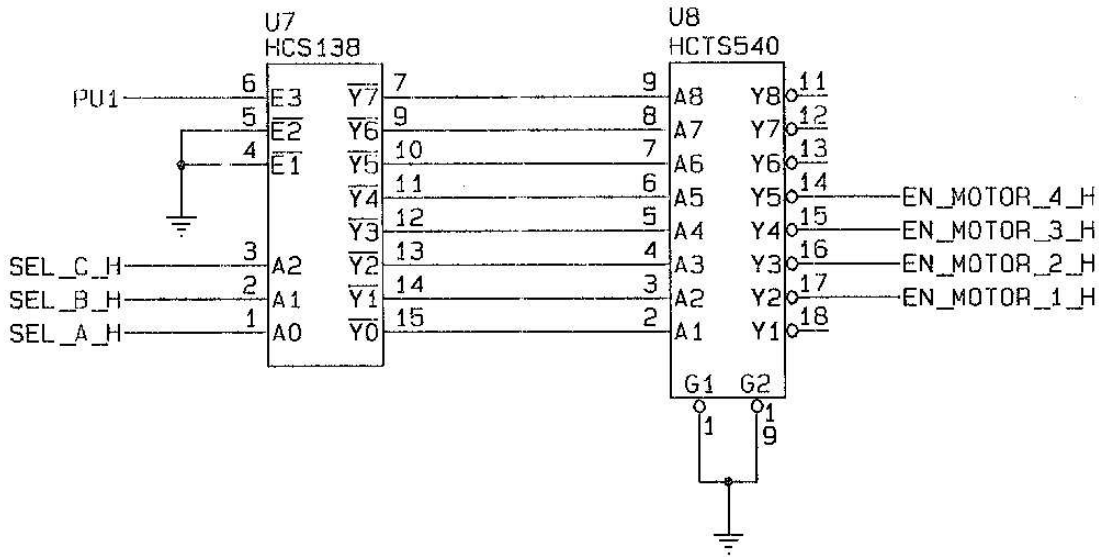 U7
HCS138
U8
HCTS540
PU1 6 E3 Y7 7 9 A8 Y8 11
5 E2 Y6 9 8 A7 Y7 12
4 E1 Y5 10 7 A6 Y6 13
Y4 11 6 A5 Y5 14 EN_MOTOR_4_H
Y3 12 5 A4 Y4 15 EN_MOTOR_3_H
SEL_C_H 3 A2 Y2 13 4 A3 Y3 16 EN_MOTOR_2_H
SEL_B_H 2 A1 Y1 14 3 A2 Y2 17 EN_MOTOR_1_H
SEL_A_H 1 A0 Y0 15 2 A1 Y1 18
G1 G2
1 19